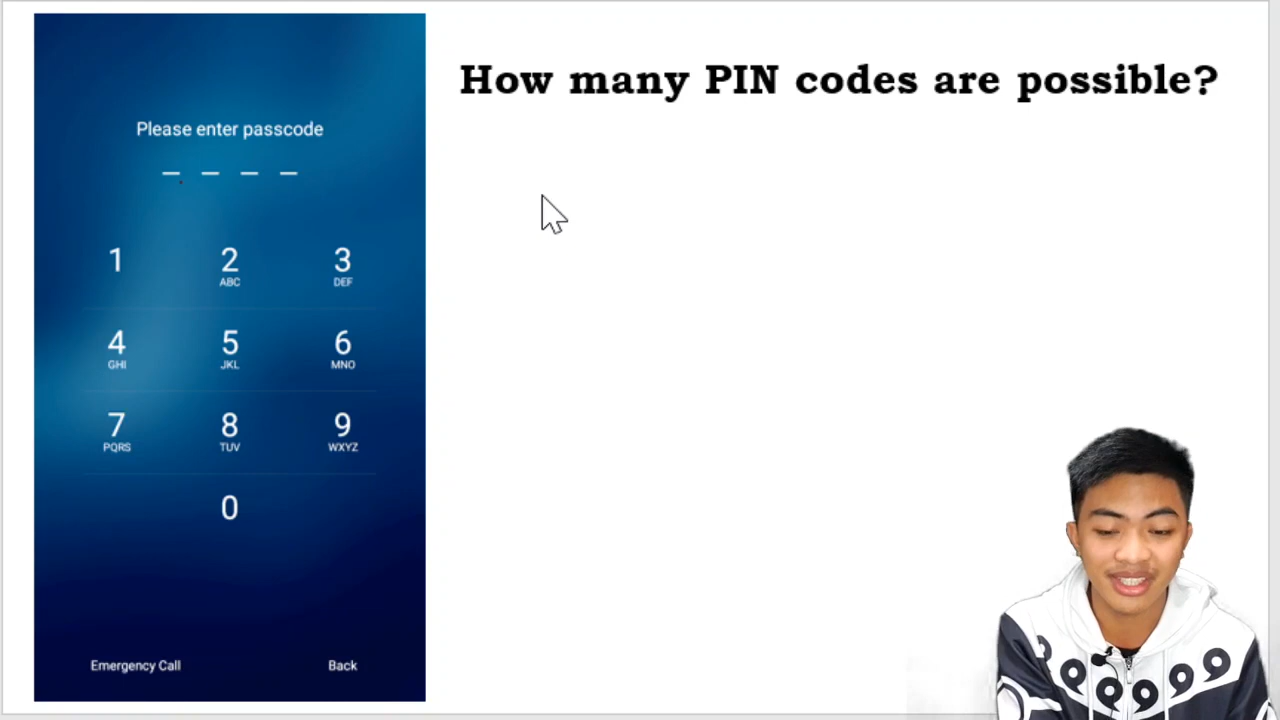 How many PIN codes are possible?
Please enter passcode
1 2 3
ABC DEF
4 5 6
GHI JKL MNO
7 8 9
PQRS TUV WXYZ
0
Emergency Call Back